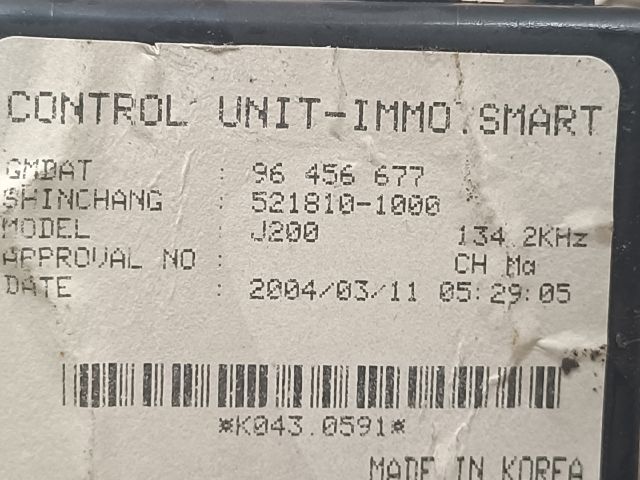 CONTROL UNIT-IMMO.SMART
GMDAT : 96 456 677
SHINCHANG : 521810-1000
MODEL : J200 134.2KHz
APPROVAL NO : CH Ma
DATE : 2004/03/11 05:29:05
*K043.0591*
MADE IN KOREA